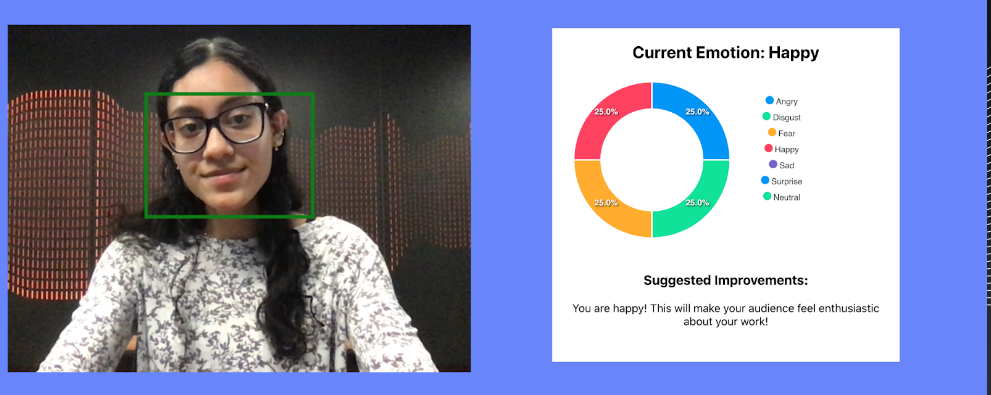 Current Emotion: Happy
25.0%
25.0%
25.0%
25.0%
Angry
Disgust
Fear
Happy
Sad
Surprise
Neutral
Suggested Improvements:
You are happy! This will make your audience feel enthusiastic
about your work!